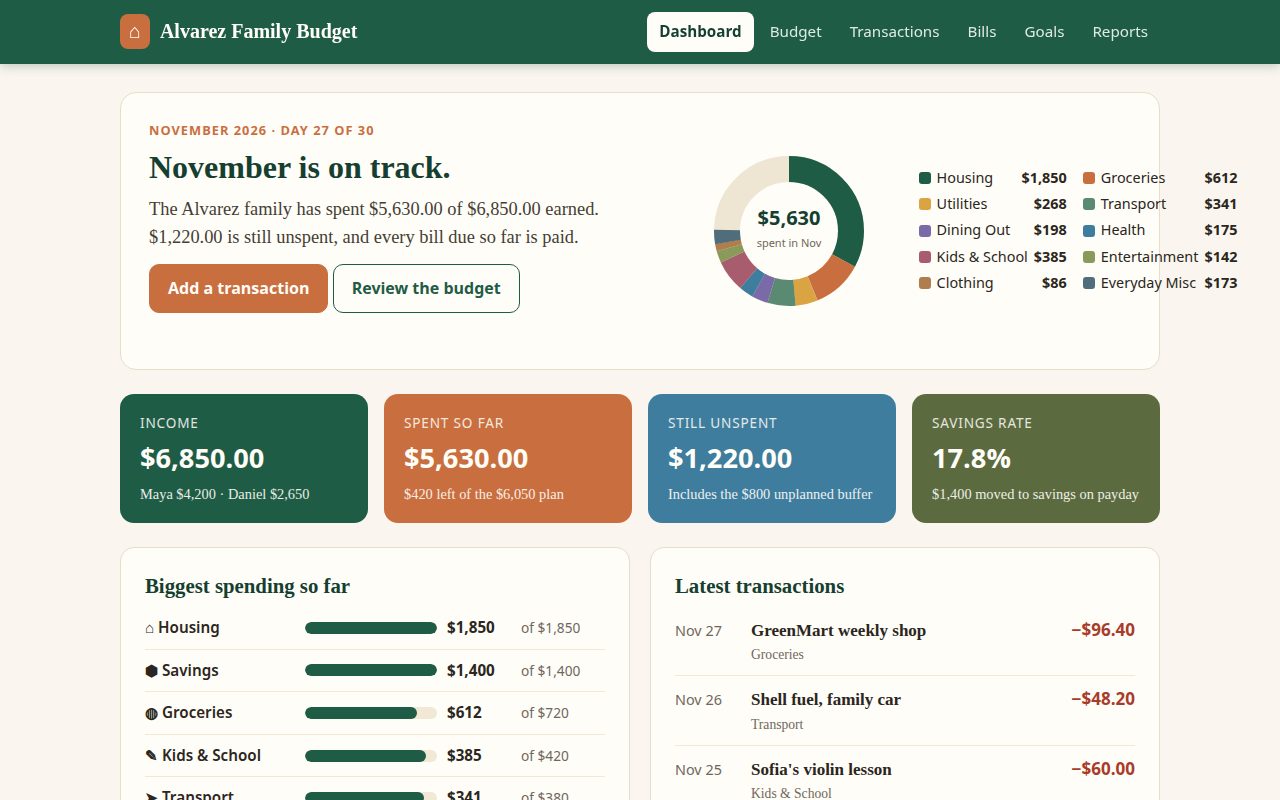 Alvarez Family Budget
Dashboard Budget Transactions Bills Goals Reports
NOVEMBER 2026 · DAY 27 OF 30
November is on track.
The Alvarez family has spent $5,630.00 of $6,850.00 earned.
$1,220.00 is still unspent, and every bill due so far is paid.
Add a transaction Review the budget
$5,630
spent in Nov
Housing $1,850 Groceries $612
Utilities $268 Transport $341
Dining Out $198 Health $175
Kids & School $385 Entertainment $142
Clothing $86 Everyday Misc $173
INCOME
$6,850.00
Maya $4,200 · Daniel $2,650
SPENT SO FAR
$5,630.00
$420 left of the $6,050 plan
STILL UNSPENT
$1,220.00
Includes the $800 unplanned buffer
SAVINGS RATE
17.8%
$1,400 moved to savings on payday
Biggest spending so far
Housing $1,850 of $1,850
Savings $1,400 of $1,400
Groceries $612 of $720
Kids & School $385 of $420
Transport $341 of $380
Latest transactions
Nov 27 GreenMart weekly shop −$96.40
Groceries
Nov 26 Shell fuel, family car −$48.20
Transport
Nov 25 Sofia's violin lesson −$60.00
Kids & School